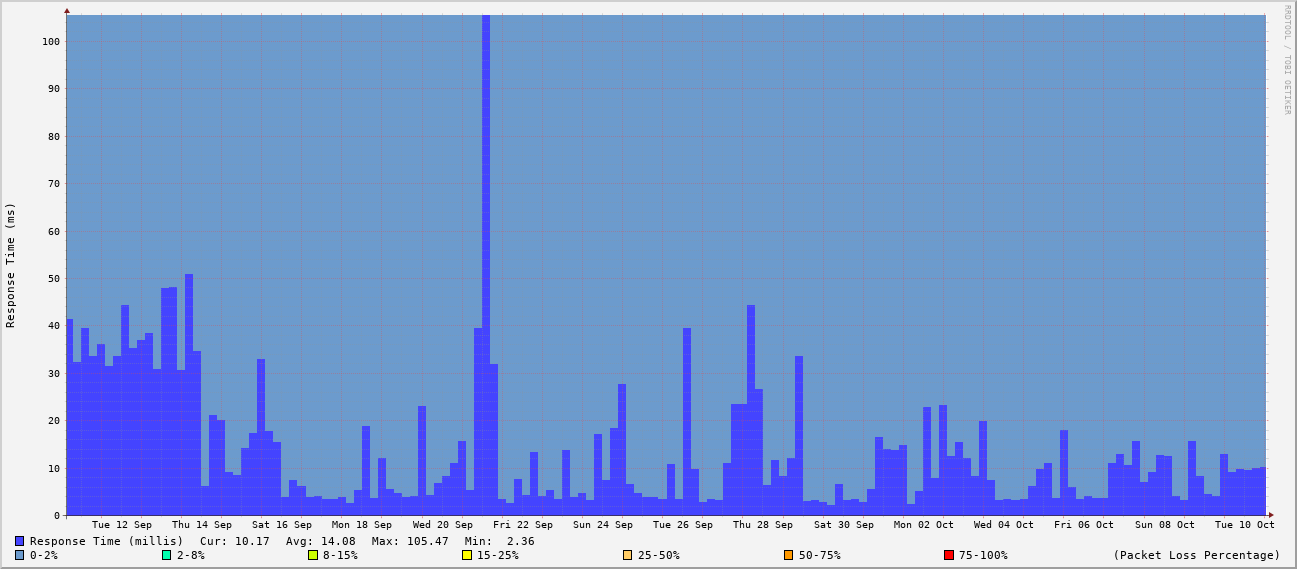 RRDTOOL / TOBI OETIKER
Response Time (ms)
100
90
80
70
60
50
40
30
20
10
0
Tue 12 Sep Thu 14 Sep Sat 16 Sep Mon 18 Sep Wed 20 Sep Fri 22 Sep Sun 24 Sep Tue 26 Sep Thu 28 Sep Sat 30 Sep Mon 02 Oct Wed 04 Oct Fri 06 Oct Sun 08 Oct Tue 10 Oct
Response Time (millis) Cur: 10.17 Avg: 14.08 Max: 105.47 Min: 2.36
0-2% 2-8% 8-15% 15-25% 25-50% 50-75% 75-100% (Packet Loss Percentage)